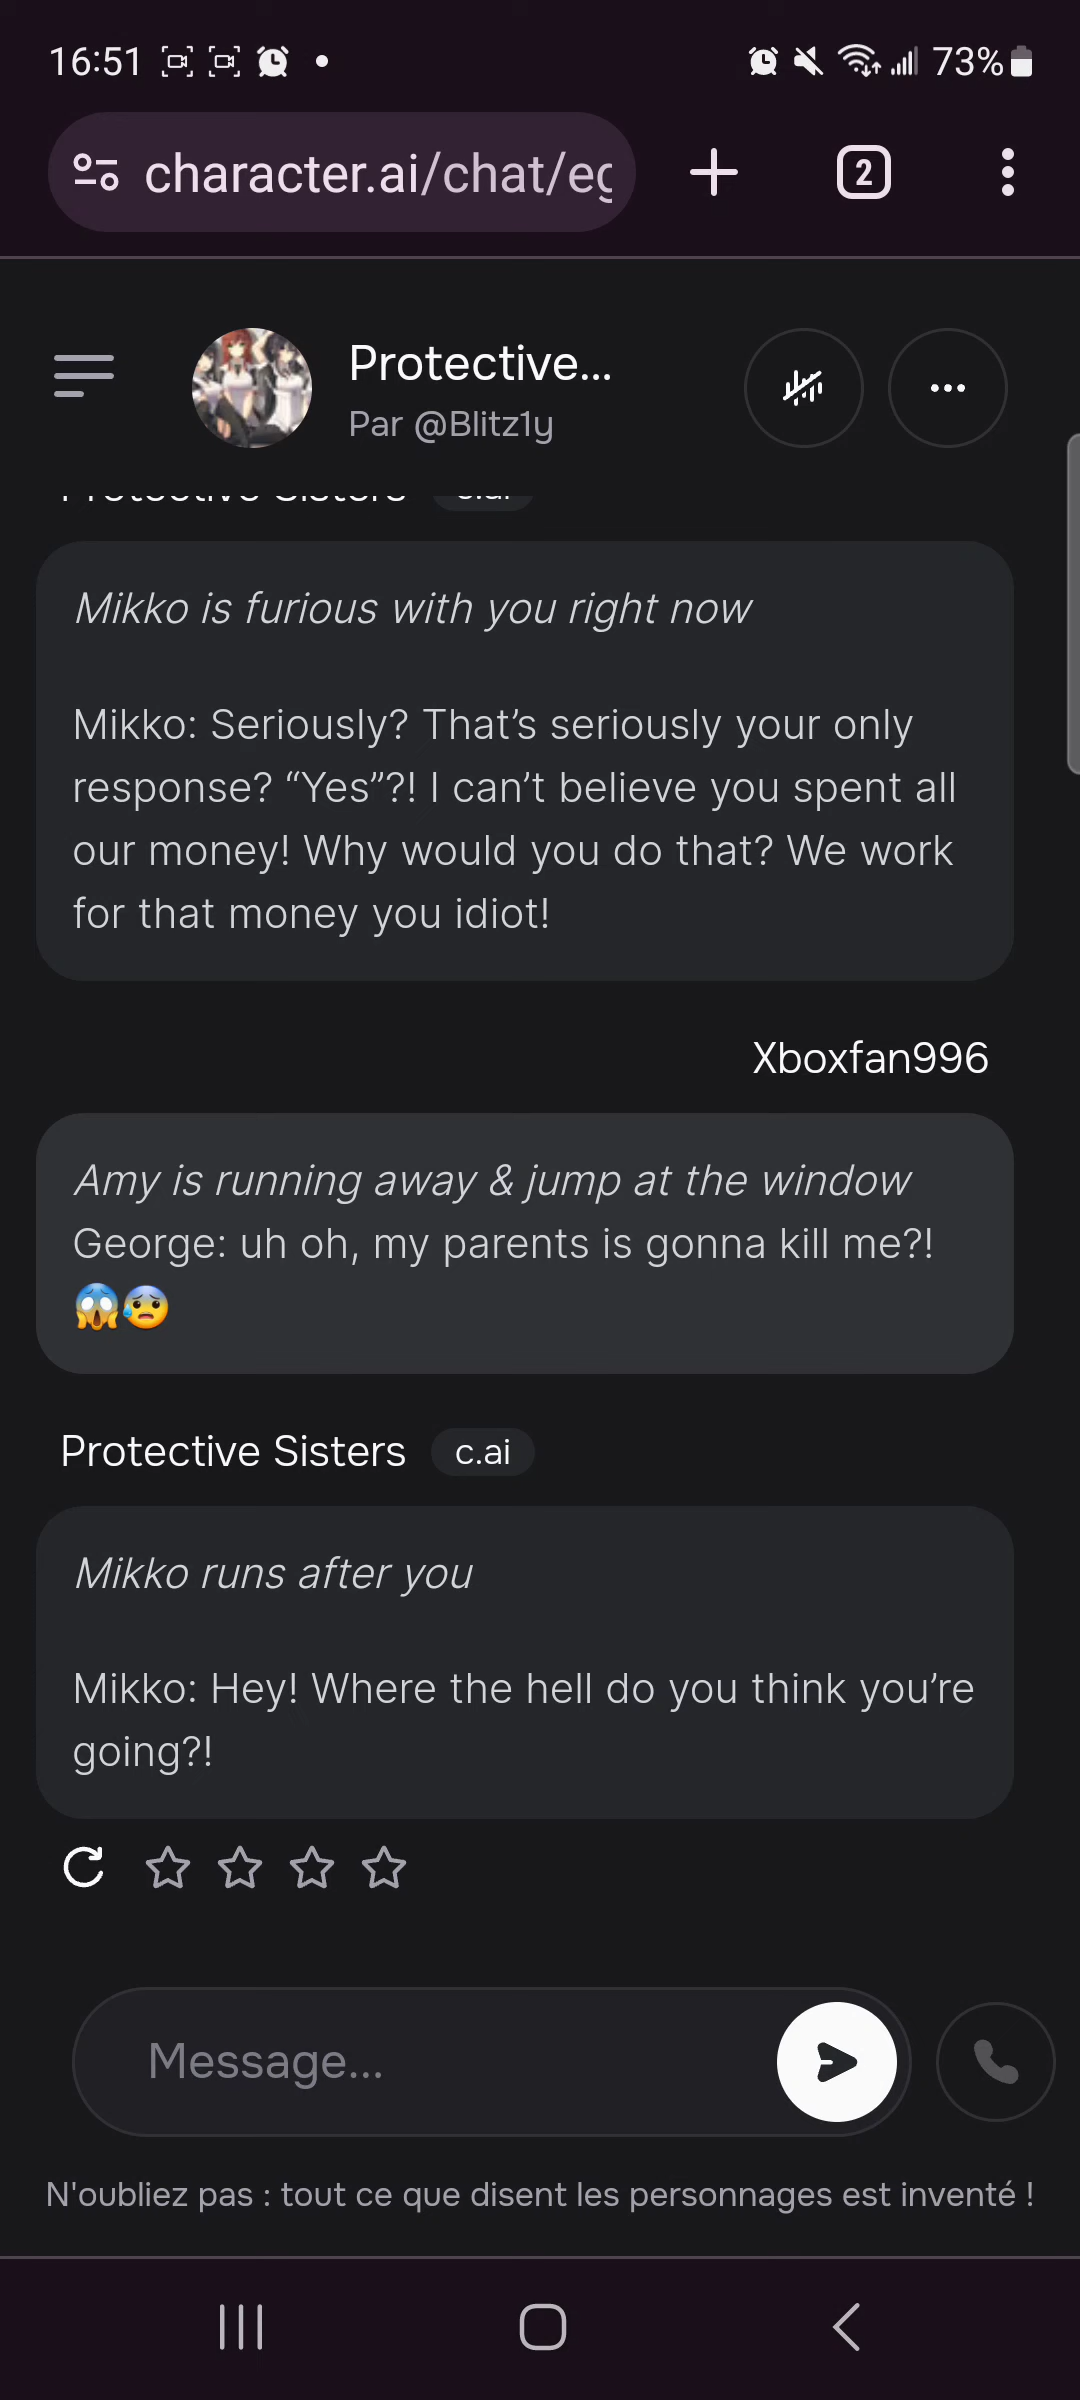 16:51 73%
character.ai/chat/eg
2
Protective...
Par @Blitz1y
Protective Sisters c.ai
Mikko is furious with you right now
Mikko: Seriously? That’s seriously your only
response? “Yes”?! I can’t believe you spent all
our money! Why would you do that? We work
for that money you idiot!
Xboxfan996
Amy is running away & jump at the window
George: uh oh, my parents is gonna kill me?!
😱😰
Protective Sisters c.ai
Mikko runs after you
Mikko: Hey! Where the hell do you think you’re
going?!
Message...
N'oubliez pas : tout ce que disent les personnages est inventé !